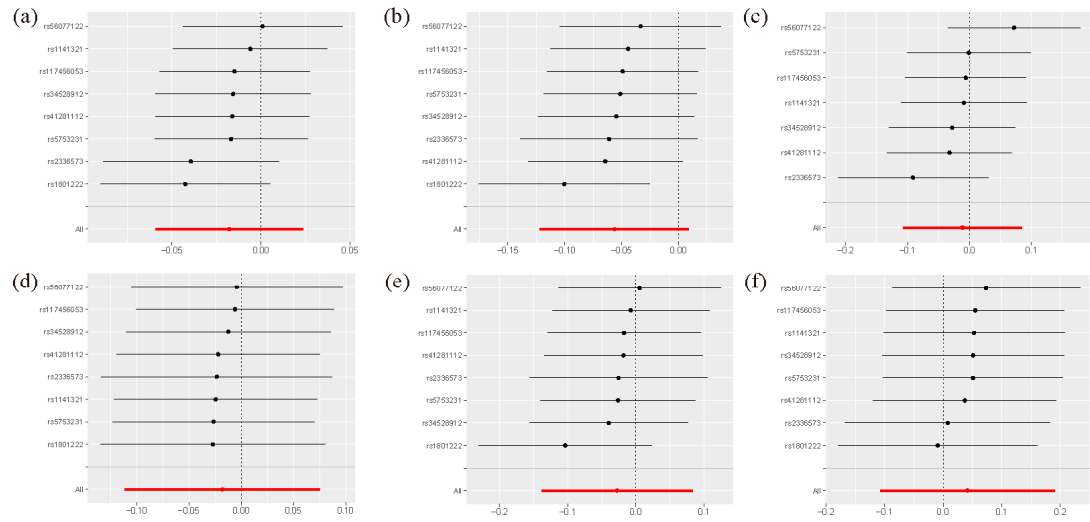 (a)
rs56077122
rs1141321
rs117456053
rs34528912
rs41281112
rs5753231
rs2336573
rs1801222
All
−0.05 0.00 0.05
(b)
rs56077122
rs1141321
rs117456053
rs5753231
rs34528912
rs2336573
rs41281112
rs1801222
All
−0.15 −0.10 −0.05 0.00
(c)
rs56077122
rs5753231
rs117456053
rs1141321
rs34528912
rs41281112
rs2336573
All
−0.2 −0.1 0.0 0.1
(d)
rs56077122
rs117456053
rs34528912
rs41281112
rs2336573
rs1141321
rs5753231
rs1801222
All
−0.10 −0.05 0.00 0.05 0.10
(e)
rs56077122
rs1141321
rs117456053
rs41281112
rs2336573
rs5753231
rs34528912
rs1801222
All
−0.2 −0.1 0.0 0.1
(f)
rs56077122
rs117456053
rs1141321
rs34528912
rs5753231
rs41281112
rs2336573
rs1801222
All
−0.2 −0.1 0.0 0.1 0.2